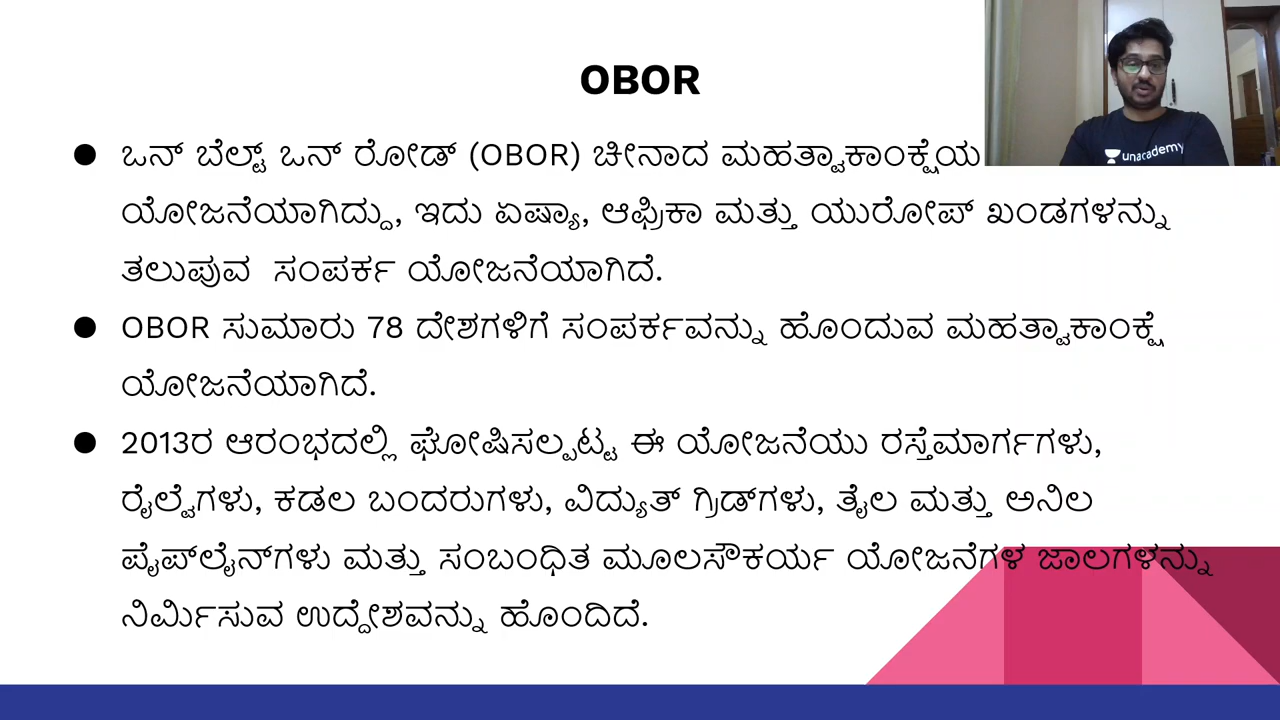 OBOR
unacademy
● ಒನ್ ಬೆಲ್ಟ್ ಒನ್ ರೋಡ್ (OBOR) ಚೀನಾದ ಮಹತ್ವಾಕಾಂಕ್ಷೆಯ
ಯೋಜನೆಯಾಗಿದ್ದು, ಇದು ಏಷ್ಯಾ, ಆಫ್ರಿಕಾ ಮತ್ತು ಯುರೋಪ್ ಖಂಡಗಳನ್ನು
ತಲುಪುವ ಸಂಪರ್ಕ ಯೋಜನೆಯಾಗಿದೆ.
● OBOR ಸುಮಾರು 78 ದೇಶಗಳಿಗೆ ಸಂಪರ್ಕವನ್ನು ಹೊಂದುವ ಮಹತ್ವಾಕಾಂಕ್ಷೆ
ಯೋಜನೆಯಾಗಿದೆ.
● 2013ರ ಆರಂಭದಲ್ಲಿ ಘೋಷಿಸಲ್ಪಟ್ಟ ಈ ಯೋಜನೆಯು ರಸ್ತೆಮಾರ್ಗಗಳು,
ರೈಲ್ವೆಗಳು, ಕಡಲ ಬಂದರುಗಳು, ವಿದ್ಯುತ್ ಗ್ರಿಡ್‌ಗಳು, ತೈಲ ಮತ್ತು ಅನಿಲ
ಪೈಪ್‌ಲೈನ್‌ಗಳು ಮತ್ತು ಸಂಬಂಧಿತ ಮೂಲಸೌಕರ್ಯ ಯೋಜನೆಗಳ ಜಾಲಗಳನ್ನು
ನಿರ್ಮಿಸುವ ಉದ್ದೇಶವನ್ನು ಹೊಂದಿದೆ.